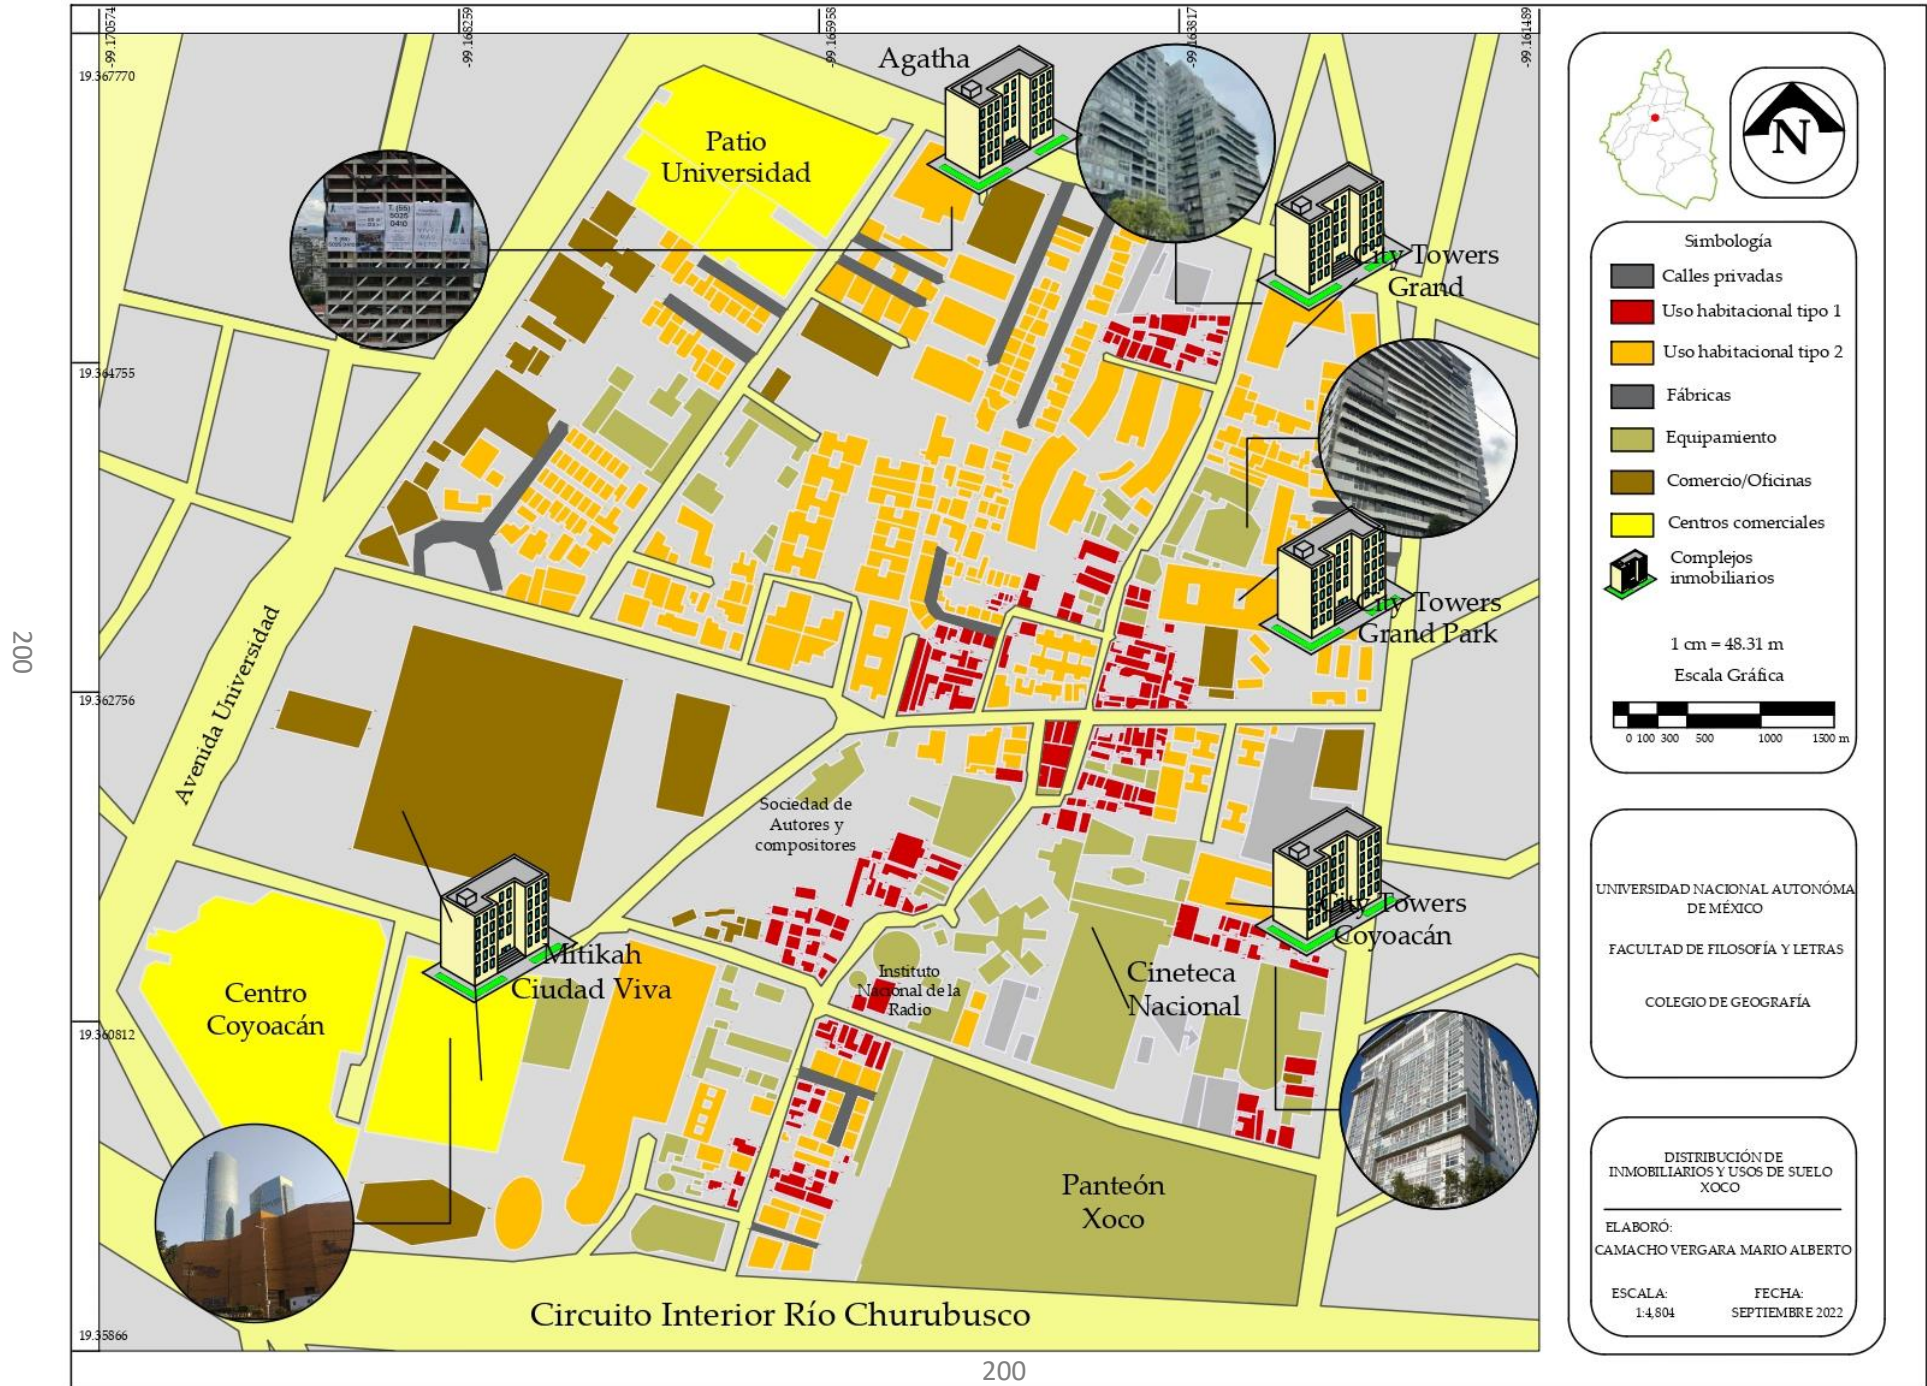 -99.170574
-99.168259
-99.165958
-99.163817
-99.161489
19.367770
19.364755
19.362756
19.360812
19.35866
Agatha
Patio
Universidad
T. (55)
5025
0410
City Towers
Grand
City Towers
Grand Park
Avenida Universidad
Sociedad de
Autores y
compositores
City Towers
Coyoacán
Mitikah
Ciudad Viva
Centro
Coyoacán
Instituto
Nacional de la
Radio
Cineteca
Nacional
Panteón
Xoco
Circuito Interior Río Churubusco
200
200
N
Simbología
Calles privadas
Uso habitacional tipo 1
Uso habitacional tipo 2
Fábricas
Equipamiento
Comercio/Oficinas
Centros comerciales
Complejos
inmobiliarios
1 cm = 48.31 m
Escala Gráfica
0 100 300 500 1000 1500 m
UNIVERSIDAD NACIONAL AUTONÓMA
DE MÉXICO
FACULTAD DE FILOSOFÍA Y LETRAS
COLEGIO DE GEOGRAFÍA
DISTRIBUCIÓN DE
INMOBILIARIOS Y USOS DE SUELO
XOCO
ELABORÓ:
CAMACHO VERGARA MARIO ALBERTO
ESCALA:
1:4,804
FECHA:
SEPTIEMBRE 2022